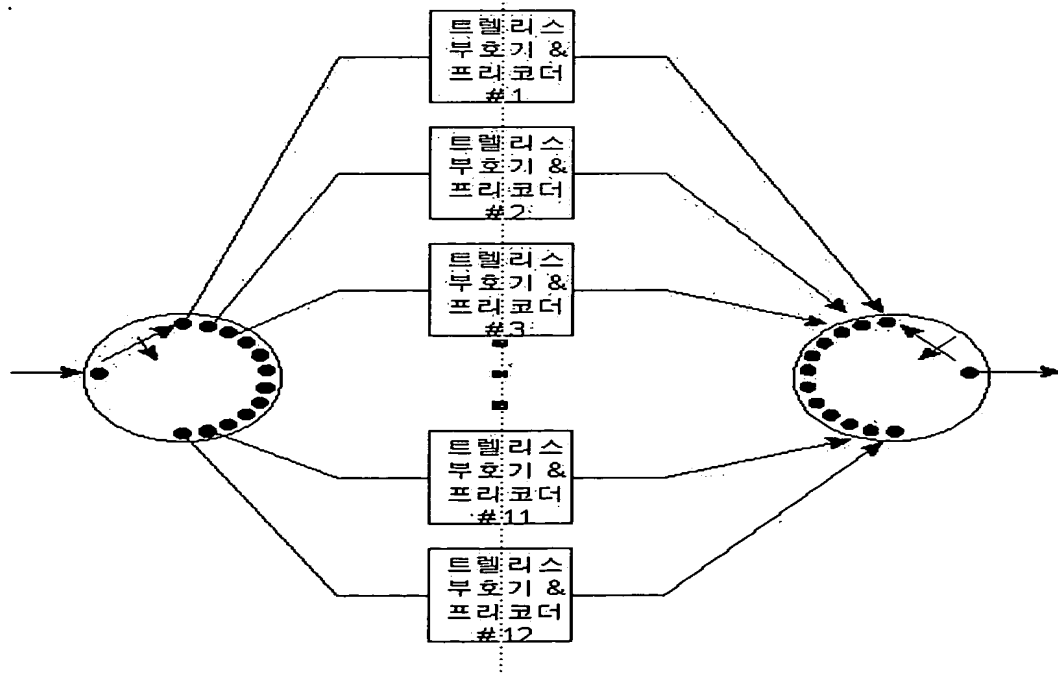 트렐리스
부호기 &
프리코더
#1
트렐리스
부호기 &
프리코더
#2
트렐리스
부호기 &
프리코더
#3
트렐리스
부호기 &
프리코더
#11
트렐리스
부호기 &
프리코더
#12